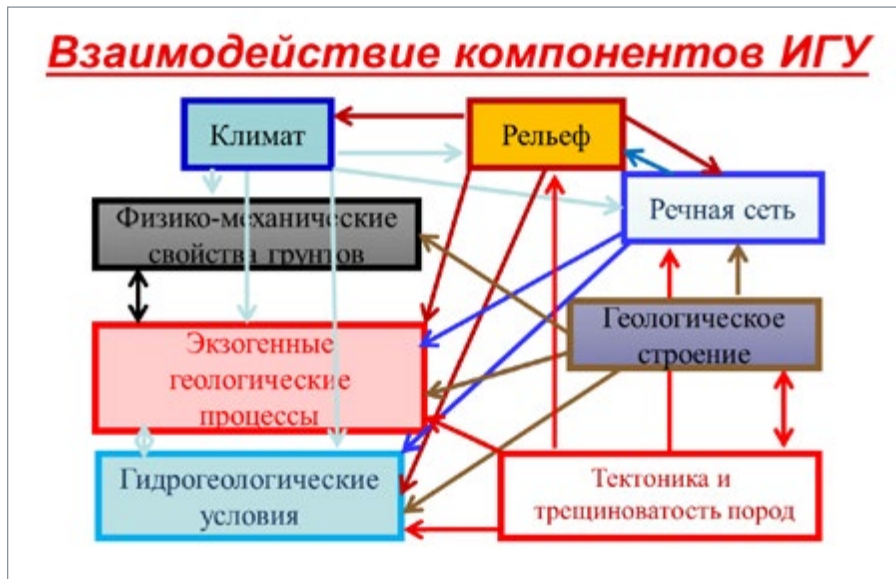 Взаимодействие компонентов ИГУ
Климат
Рельеф
Физико-механические
свойства грунтов
Речная сеть
Экзогенные
геологические
процессы
Геологическое
строение
Гидрогеологические
условия
Тектоника и
трещиноватость пород